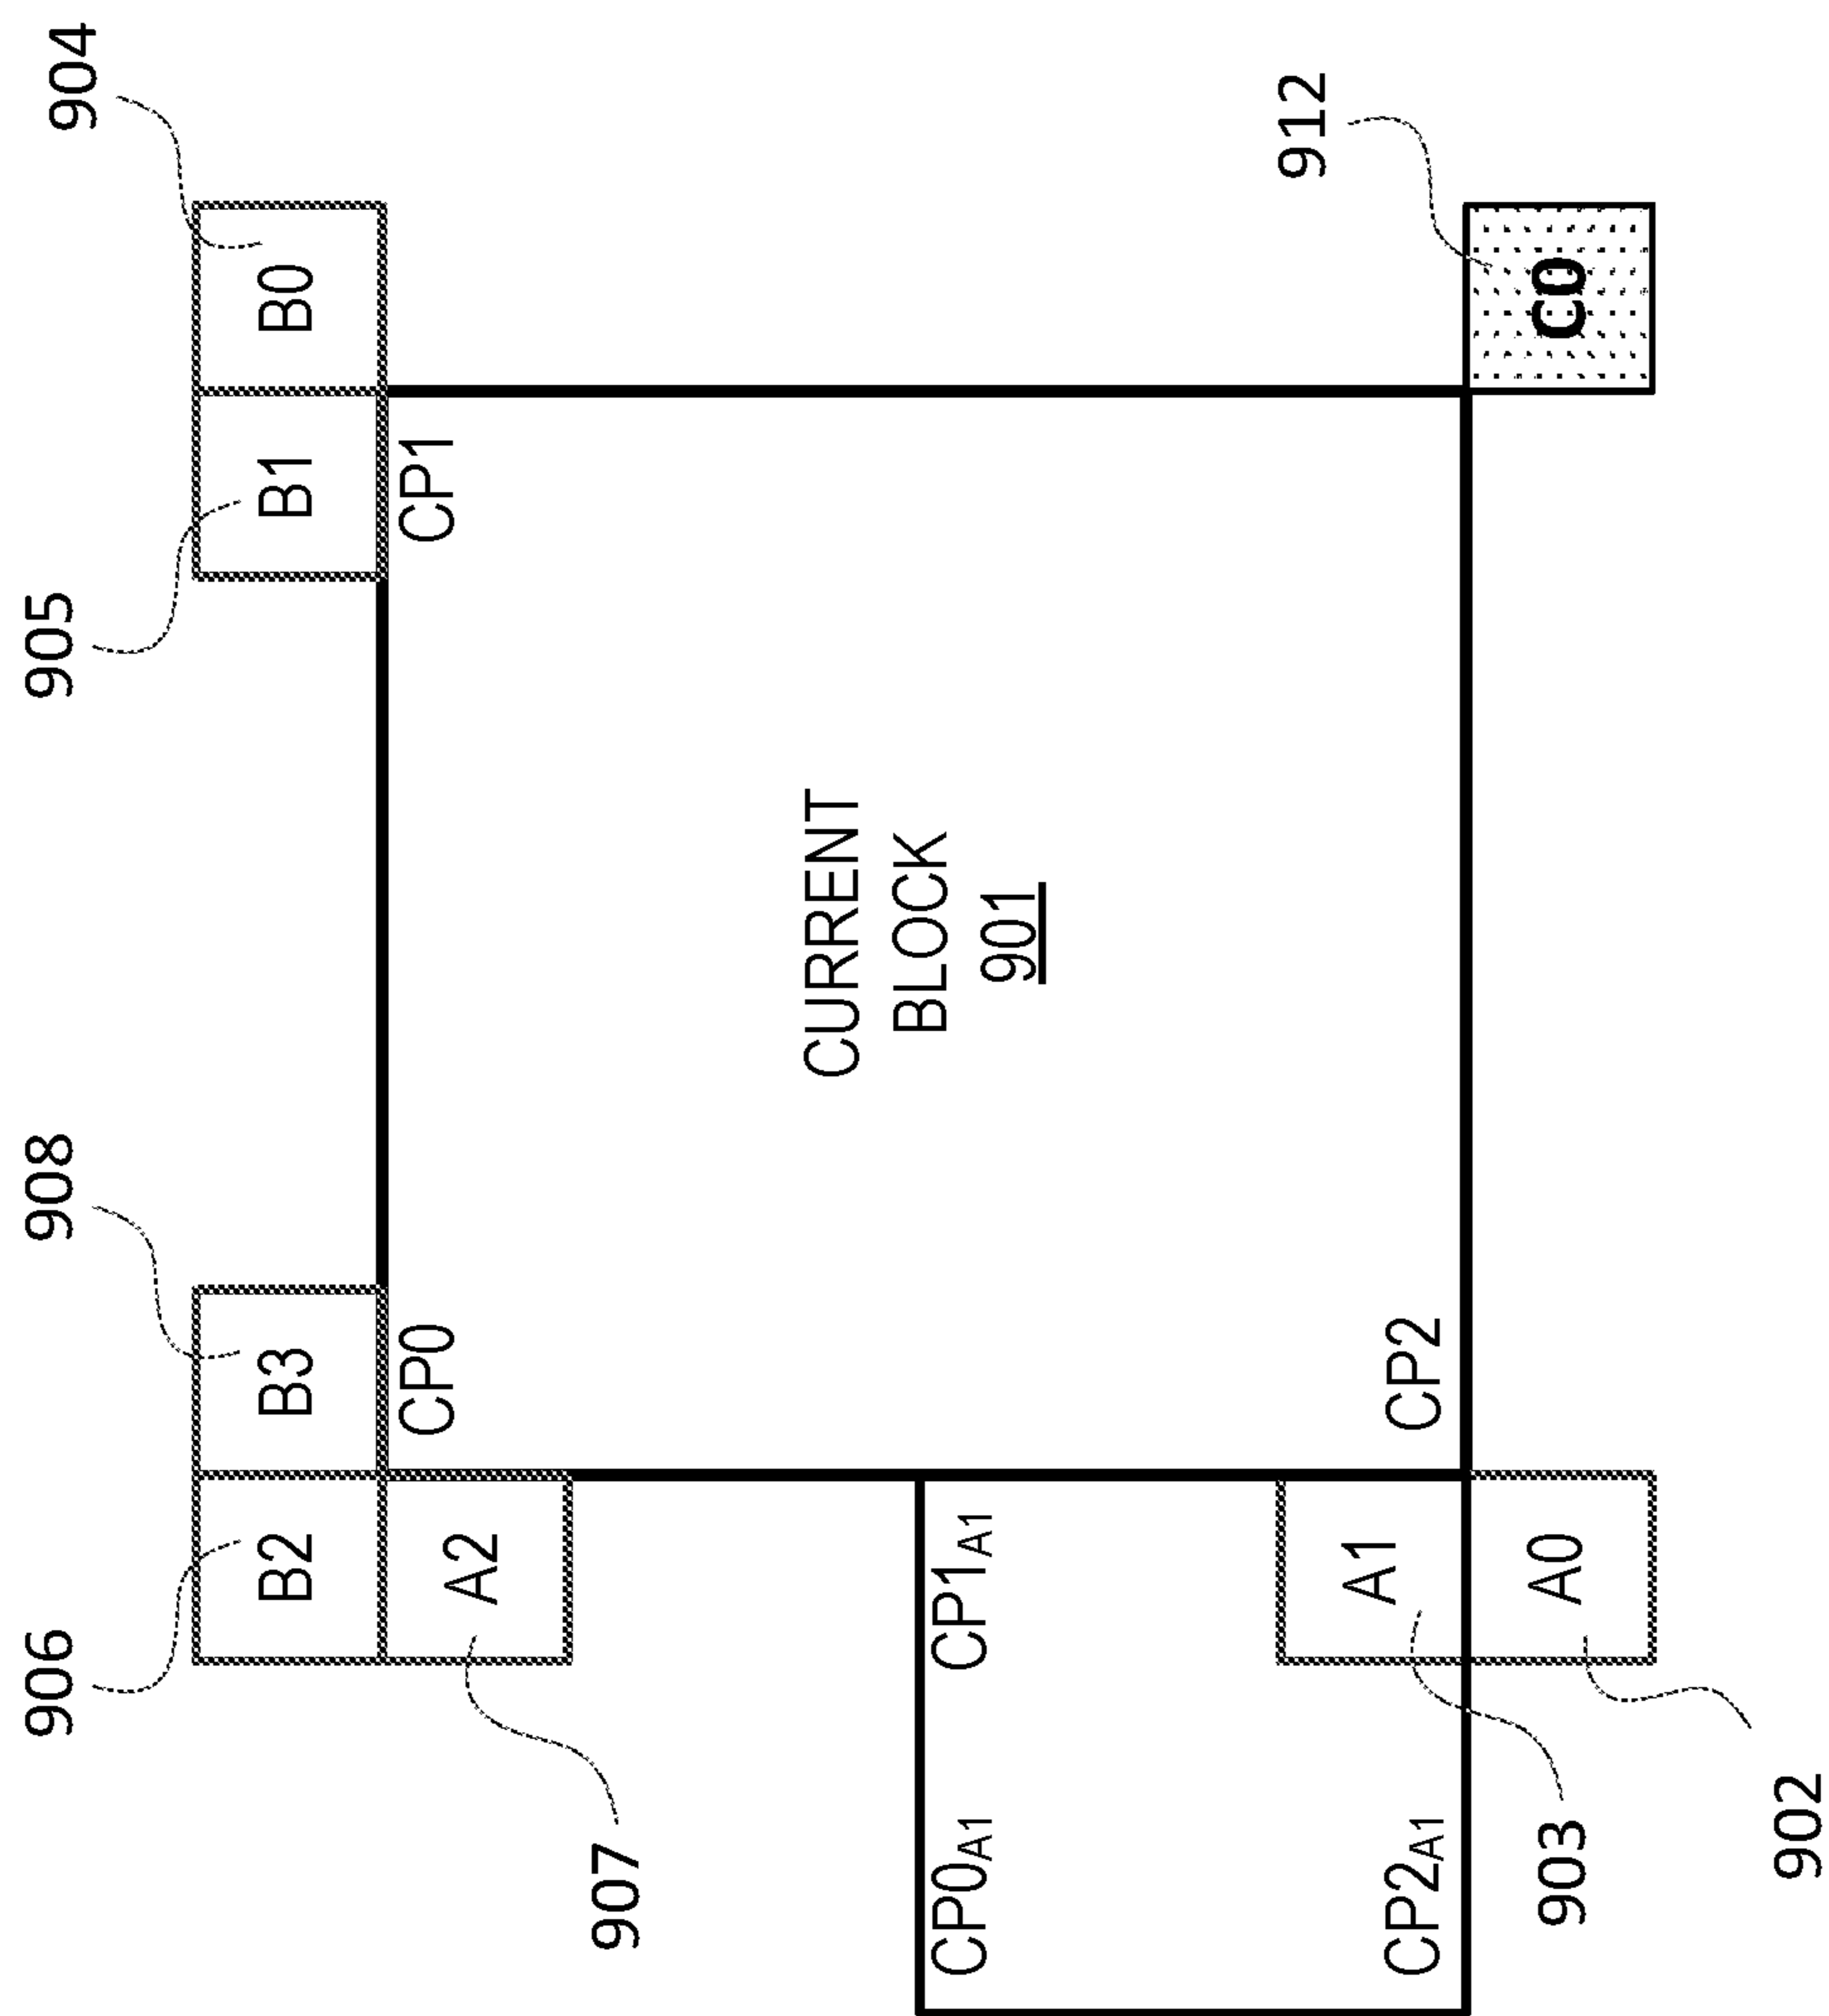 906 908 905 904
B2 B3 B1 B0
CP0 CP1
A2
907
CURRENT
BLOCK
901
CP0A1 CP1A1
912
A1
CP2A1 CP2
903 A0 C0
902